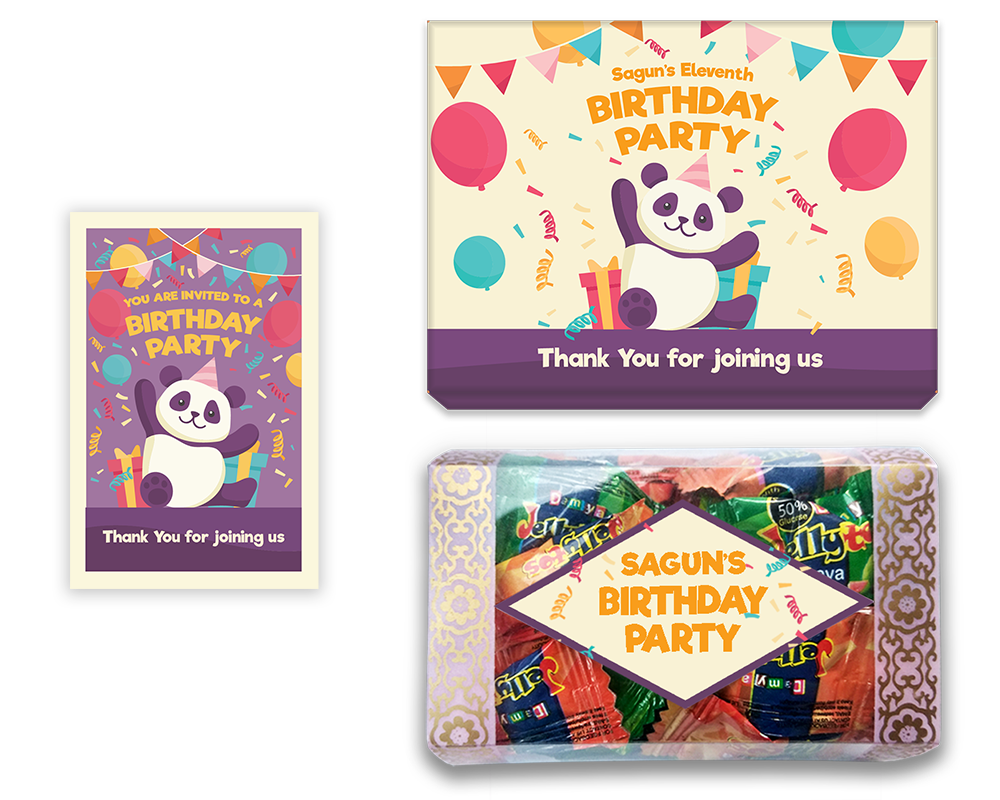 YOU ARE INVITED TO A
BIRTHDAY
PARTY
Thank You for joining us
Sagun's Eleventh
BIRTHDAY
PARTY
Thank You for joining us
50%
Glucose
SAGUN'S
BIRTHDAY
PARTY